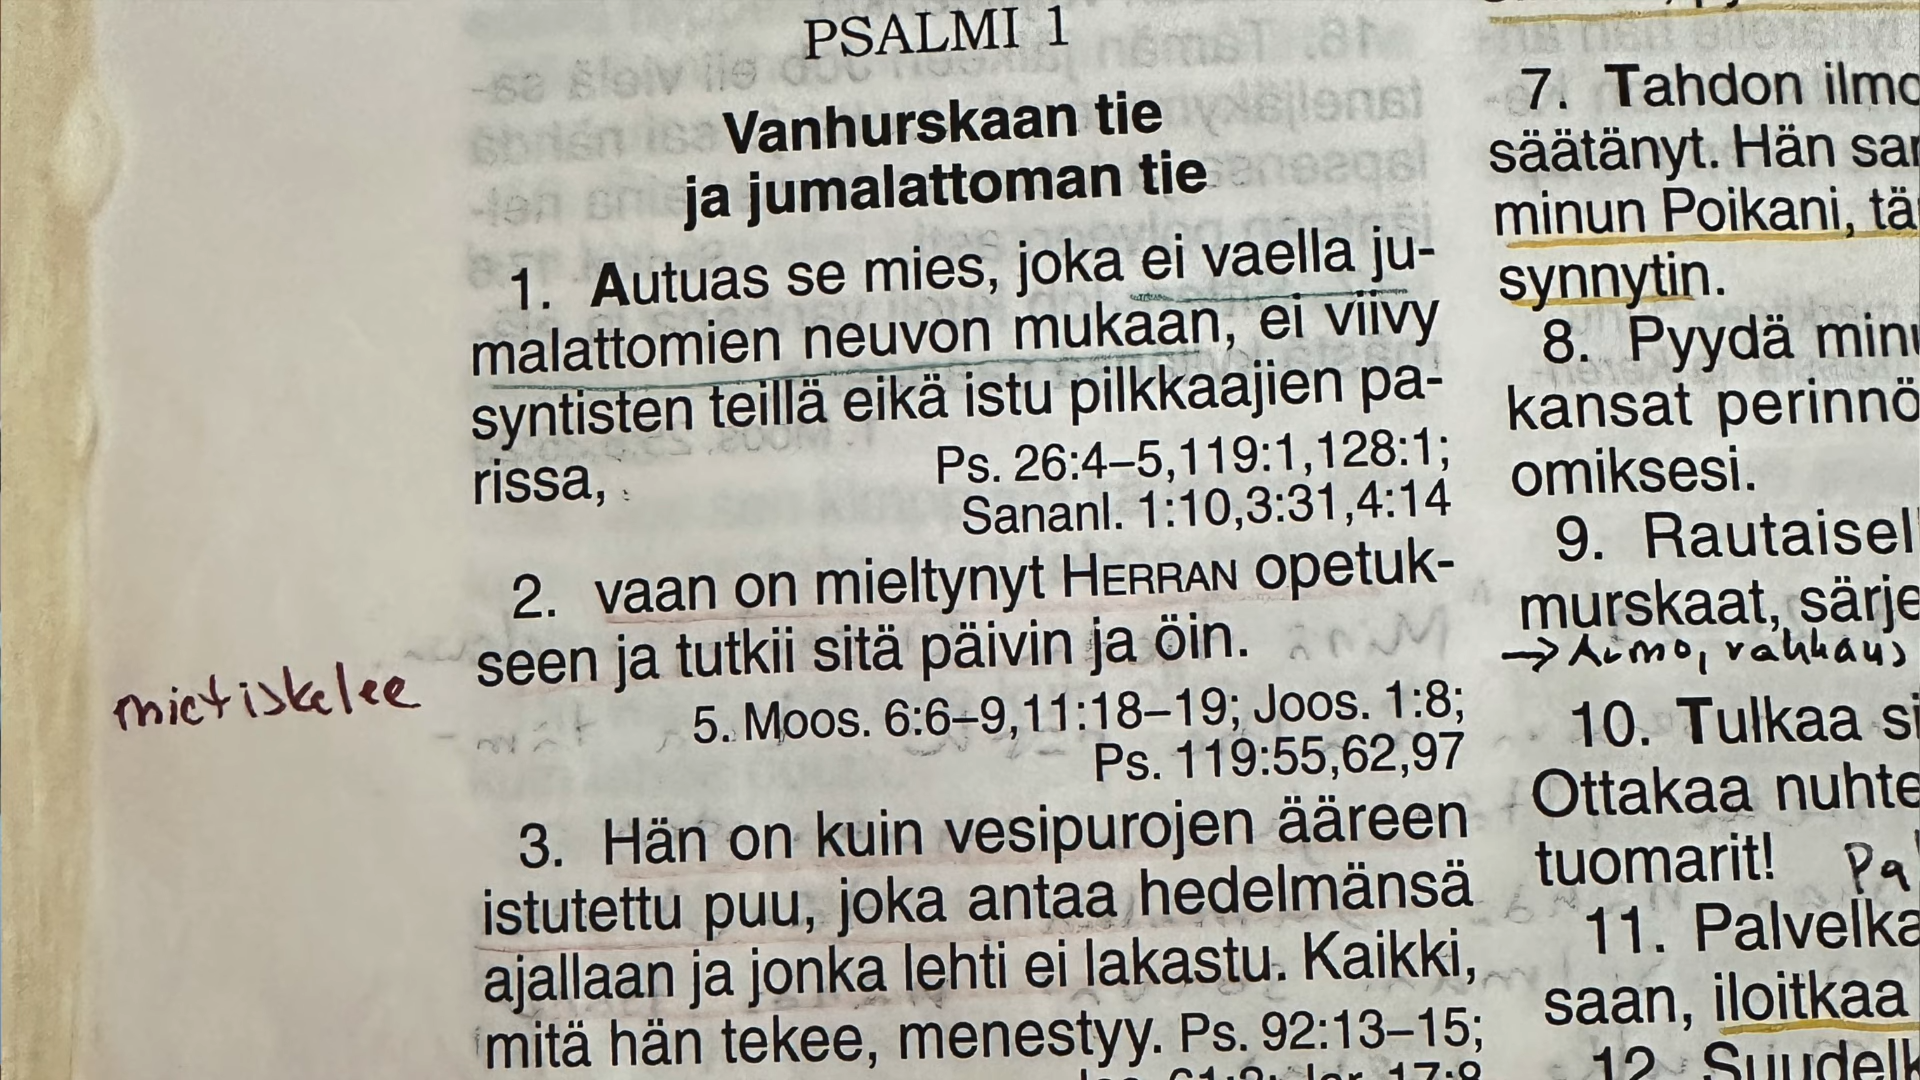 PSALMI 1
Vanhurskaan tie
ja jumalattoman tie
1. Autuas se mies, joka ei vaella ju-
malattomien neuvon mukaan, ei viivy
syntisten teillä eikä istu pilkkaajien pa-
rissa,
Ps. 26:4–5,119:1,128:1;
Sananl. 1:10,3:31,4:14
2. vaan on mieltynyt HERRAN opetuk-
seen ja tutkii sitä päivin ja öin.
mietiskelee
5. Moos. 6:6–9,11:18–19; Joos. 1:8;
Ps. 119:55,62,97
3. Hän on kuin vesipurojen ääreen
istutettu puu, joka antaa hedelmänsä
ajallaan ja jonka lehti ei lakastu. Kaikki,
mitä hän tekee, menestyy. Ps. 92:13–15;
7. Tahdon ilmo
säätänyt. Hän sa
minun Poikani, tä
synnytin.
8. Pyydä min
kansat perinnö
omiksesi.
9. Rautaisel
murskaat, särje
10. Tulkaa si
Ottakaa nuhte
tuomarit! Pa
11. Palvelka
saan, iloitkaa
12. Suudelk